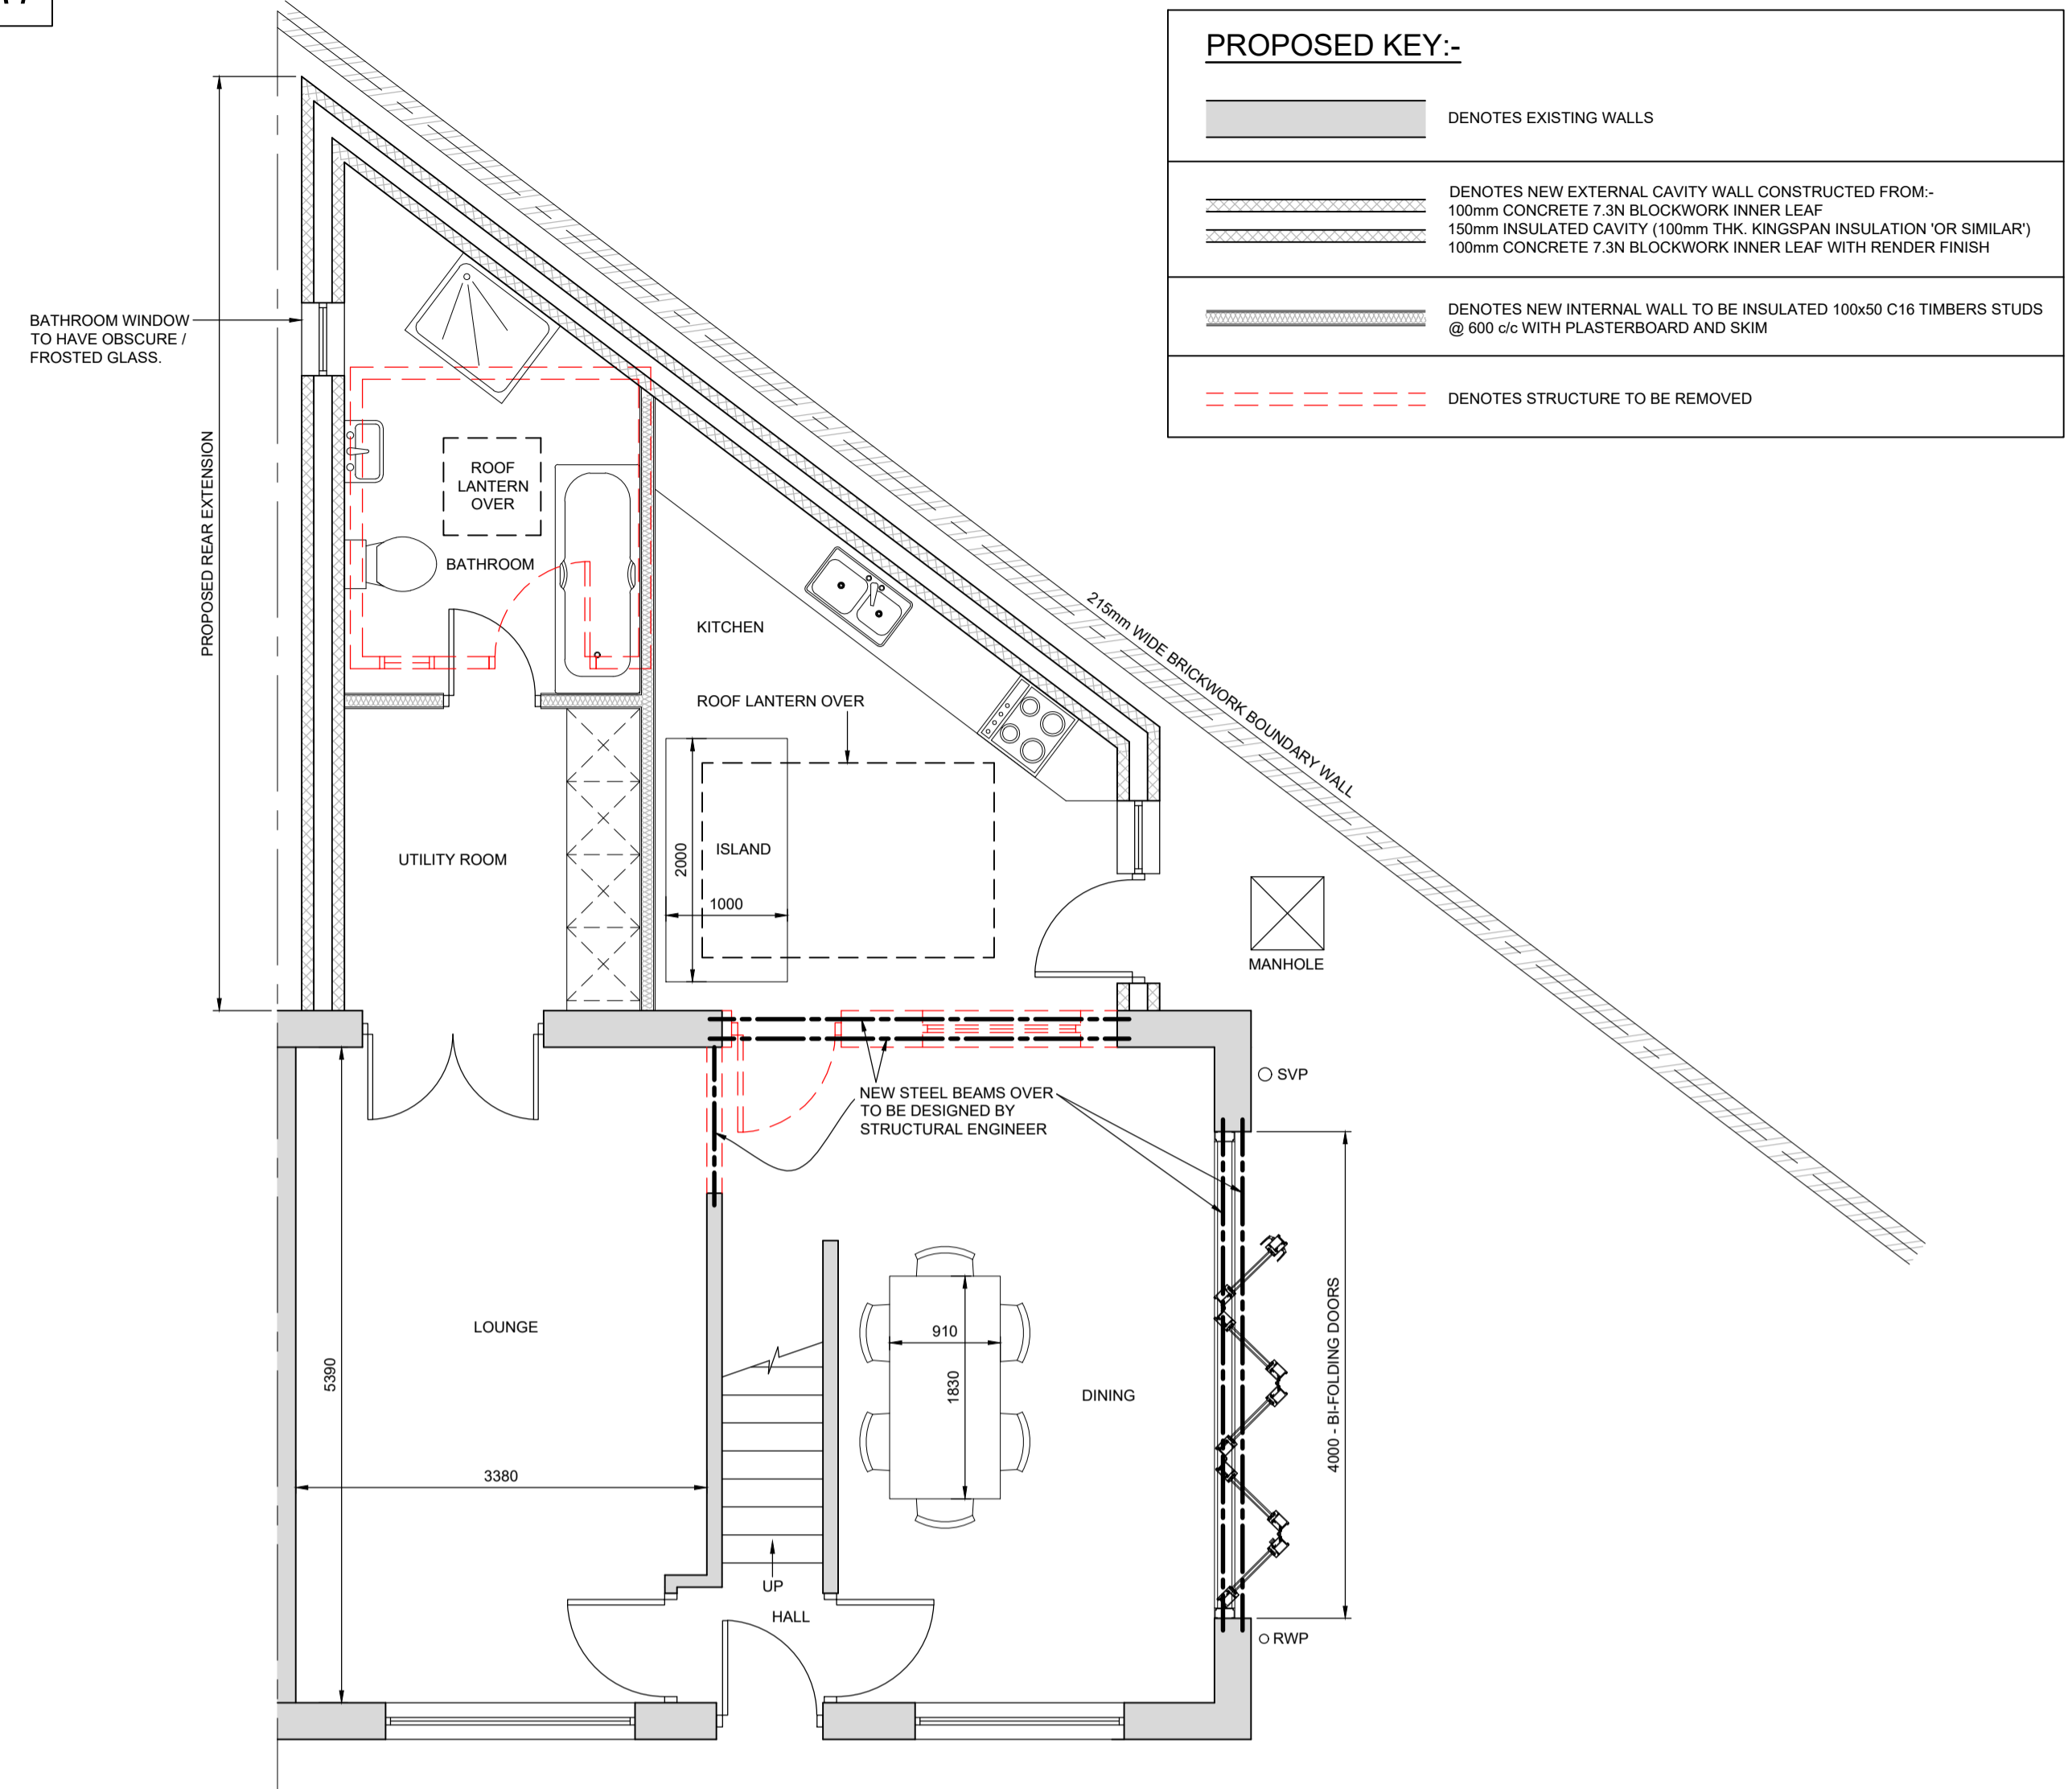 PROPOSED KEY:-
DENOTES EXISTING WALLS
DENOTES NEW EXTERNAL CAVITY WALL CONSTRUCTED FROM:-
100mm CONCRETE 7.3N BLOCKWORK INNER LEAF
150mm INSULATED CAVITY (100mm THK. KINGSPAN INSULATION 'OR SIMILAR')
100mm CONCRETE 7.3N BLOCKWORK INNER LEAF WITH RENDER FINISH
DENOTES NEW INTERNAL WALL TO BE INSULATED 100x50 C16 TIMBERS STUDS
@ 600 c/c WITH PLASTERBOARD AND SKIM
DENOTES STRUCTURE TO BE REMOVED
BATHROOM WINDOW
TO HAVE OBSCURE /
FROSTED GLASS.
PROPOSED REAR EXTENSION
ROOF
LANTERN
OVER
BATHROOM
KITCHEN
215mm WIDE BRICKWORK BOUNDARY WALL
ROOF LANTERN OVER
UTILITY ROOM
2000
ISLAND
1000
MANHOLE
SVP
NEW STEEL BEAMS OVER
TO BE DESIGNED BY
STRUCTURAL ENGINEER
LOUNGE
5390
3380
910
1830
DINING
4000 - BI-FOLDING DOORS
UP
HALL
RWP